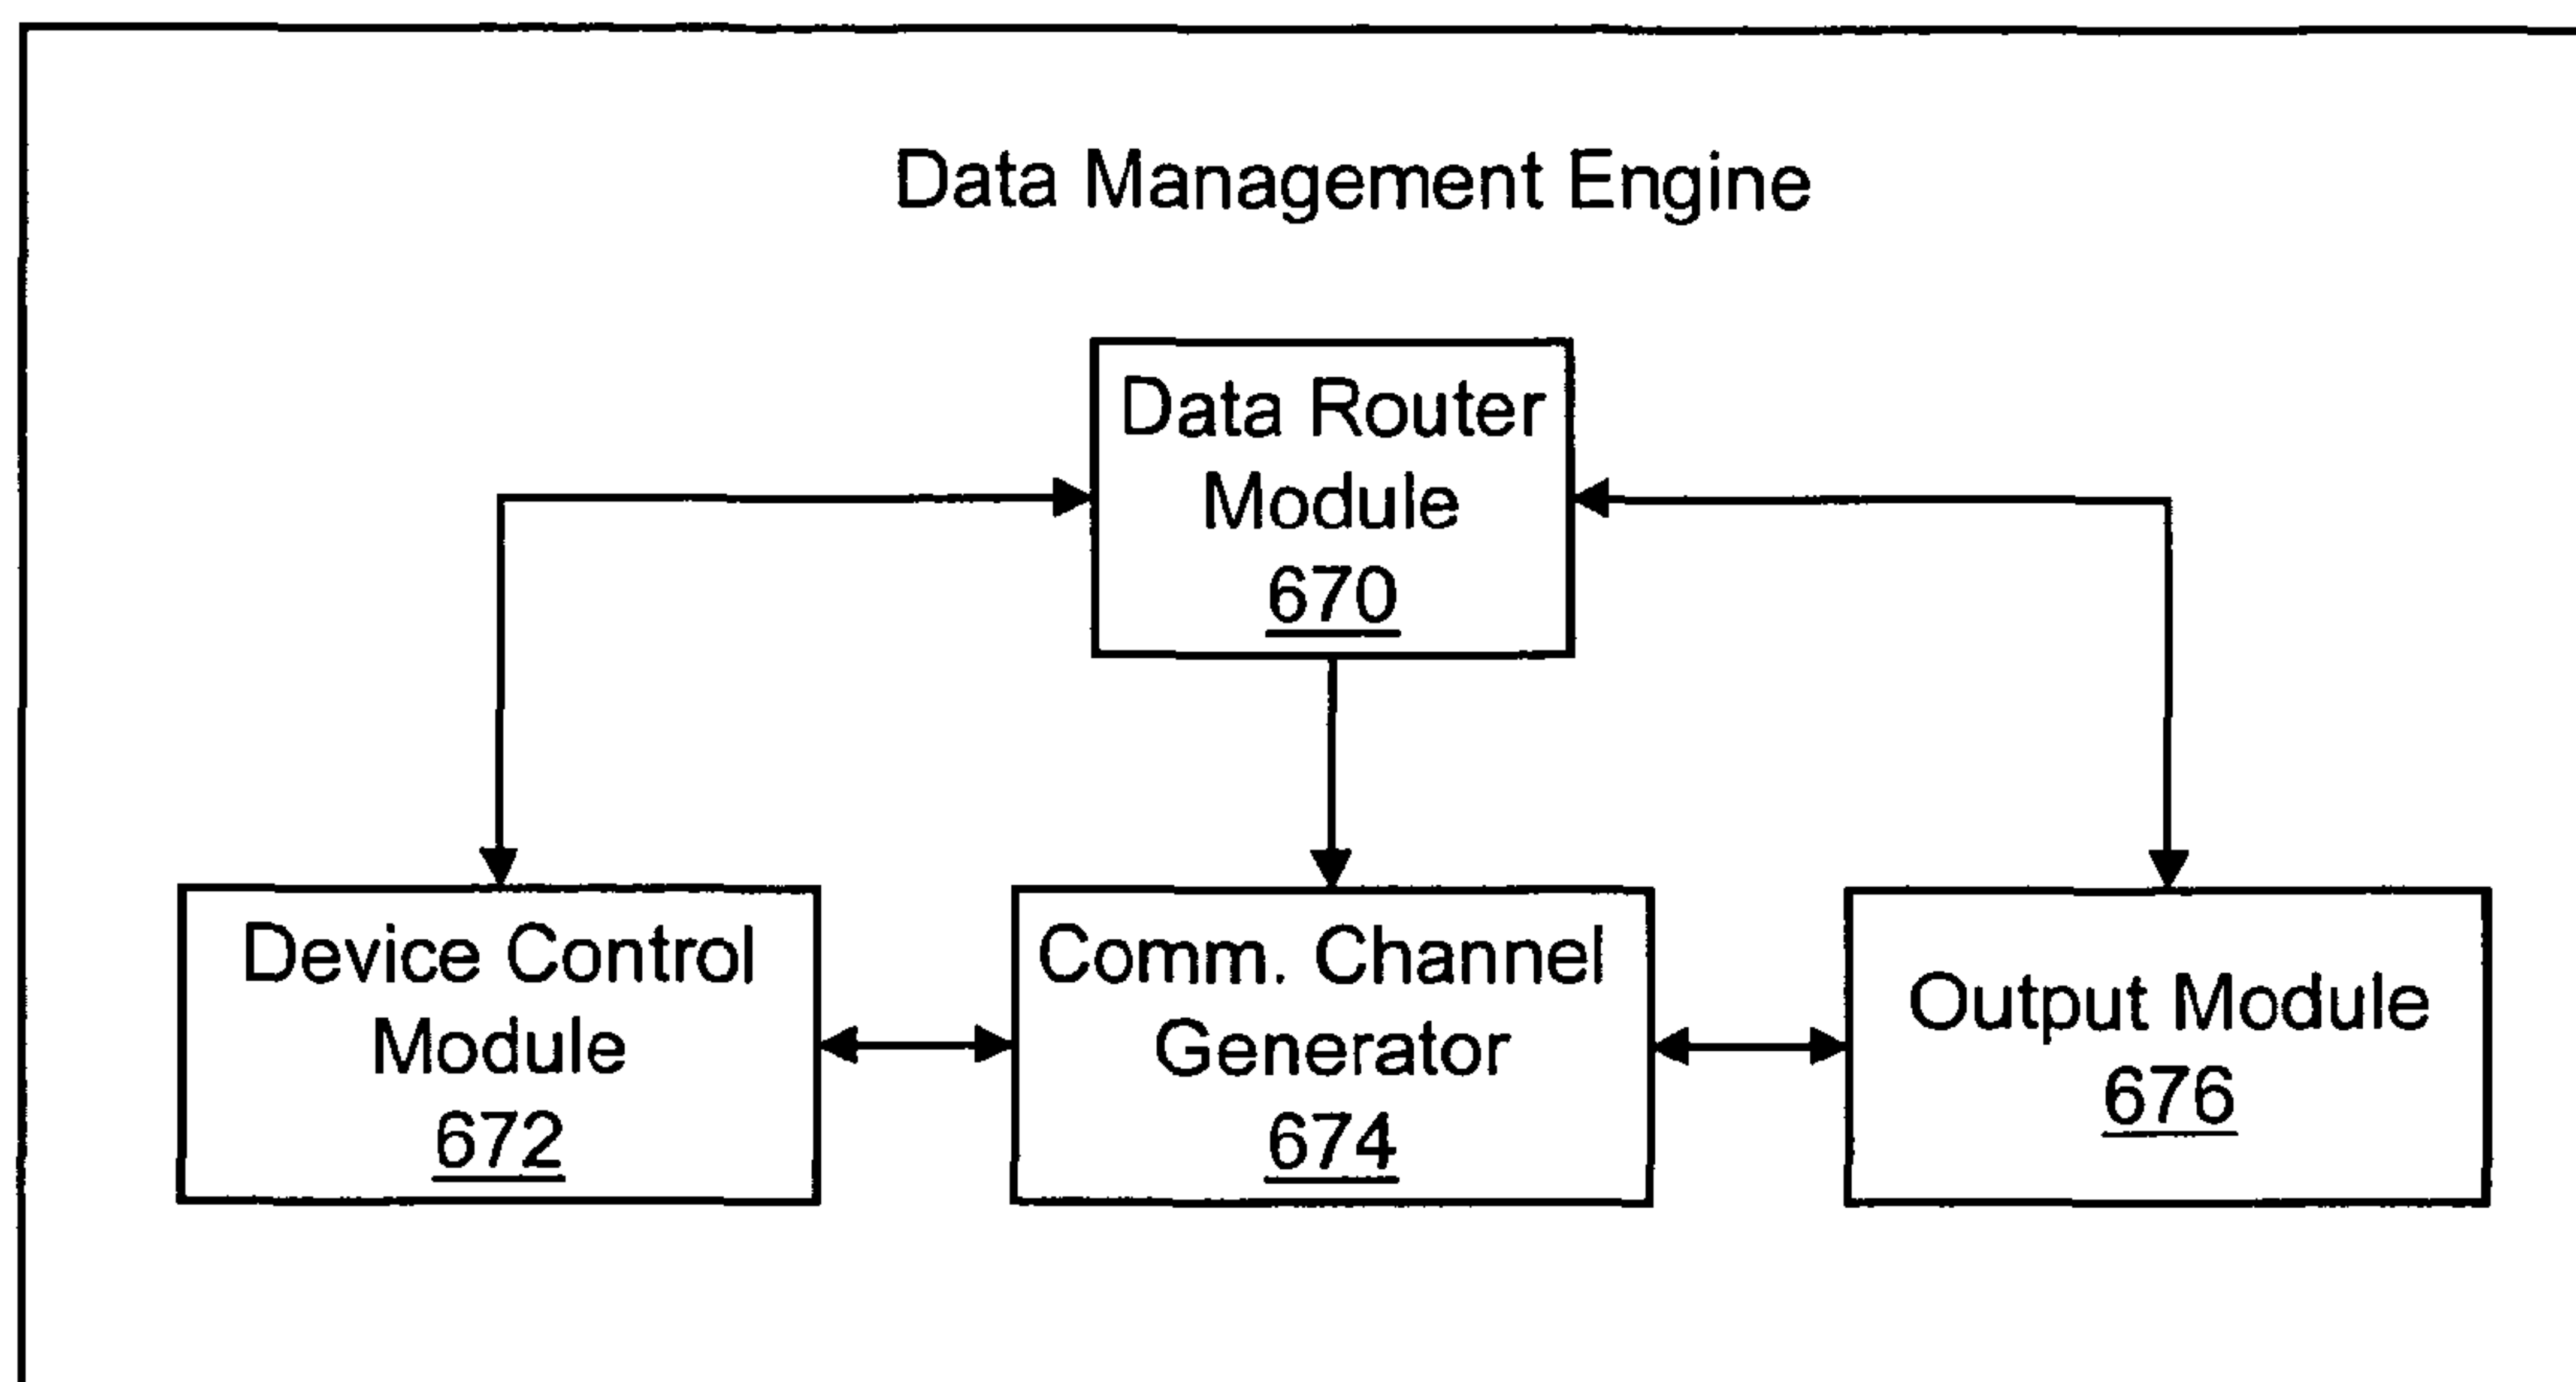 Data Management Engine
Data Router
Module
670
Device Control
Module
672
Comm. Channel
Generator
674
Output Module
676